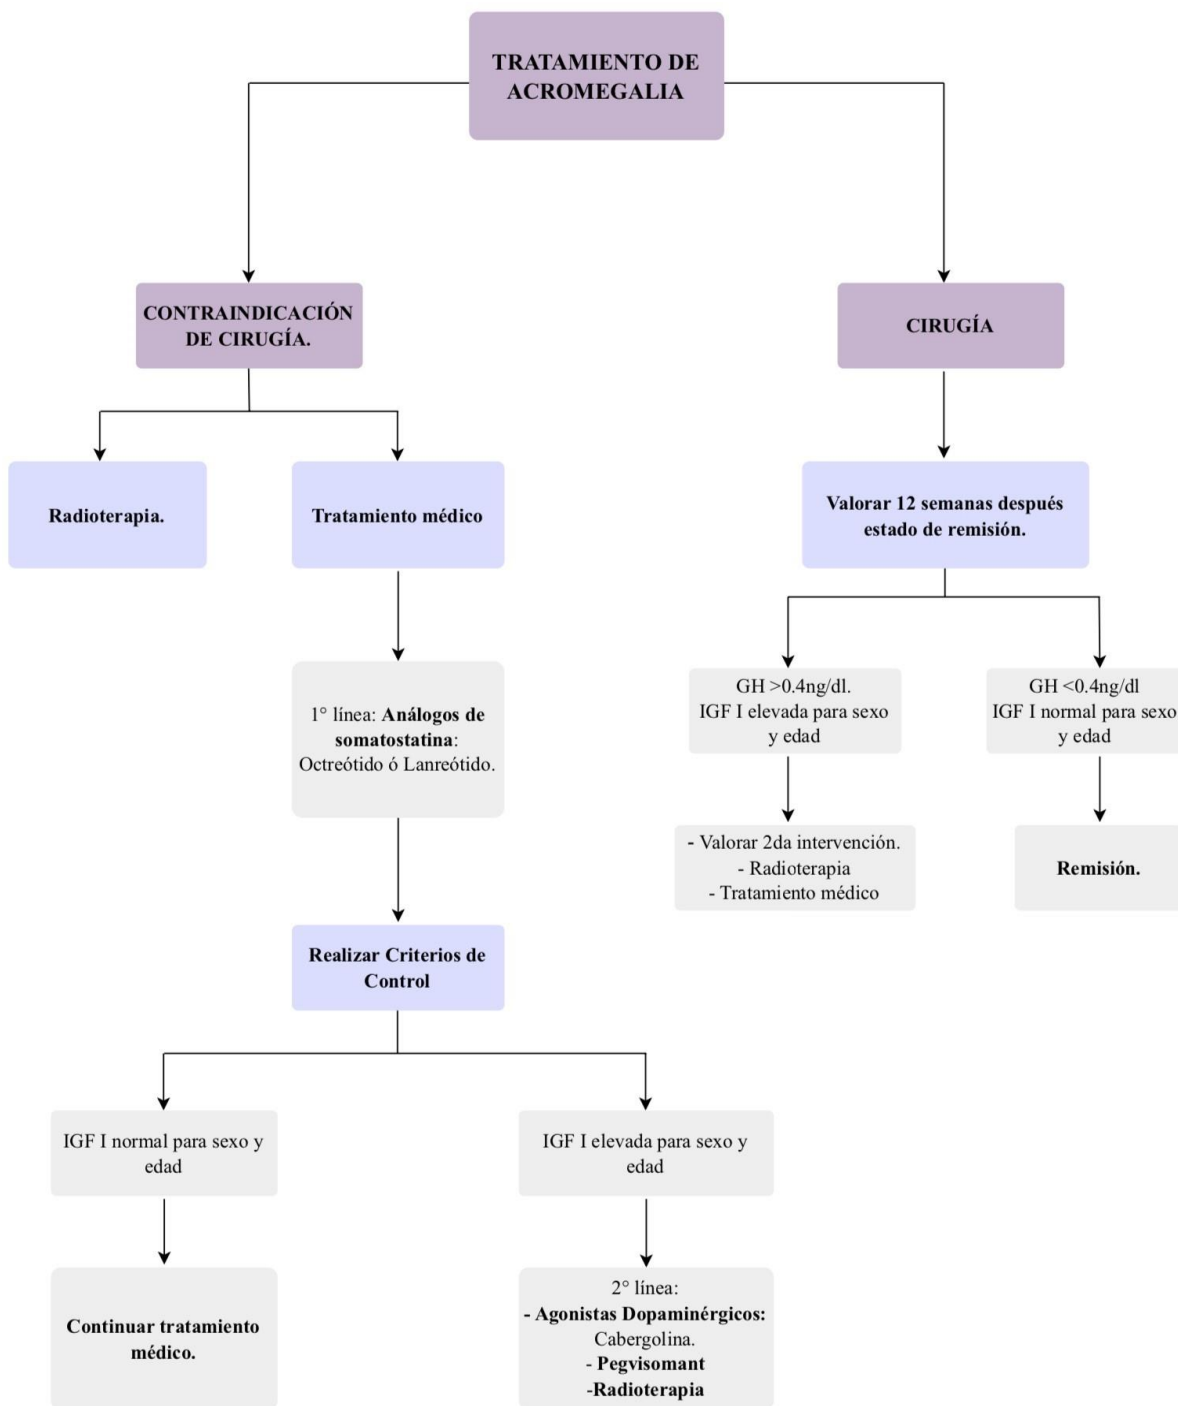 TRATAMIENTO DE
ACROMEGALIA
CONTRAINDICACIÓN
DE CIRUGÍA.
CIRUGÍA
Radioterapia.
Tratamiento médico
Valorar 12 semanas después
estado de remisión.
1° línea: Análogos de
somatostatina:
Octreótido ó Lanreótido.
GH >0.4ng/dl.
IGF I elevada para sexo
y edad
GH <0.4ng/dl
IGF I normal para sexo
y edad
- Valorar 2da intervención.
- Radioterapia
- Tratamiento médico
Remisión.
Realizar Criterios de
Control
IGF I normal para sexo y
edad
IGF I elevada para sexo y
edad
Continuar tratamiento
médico.
2° línea:
- Agonistas Dopaminérgicos:
Cabergolina.
- Pegvisomant
-Radioterapia